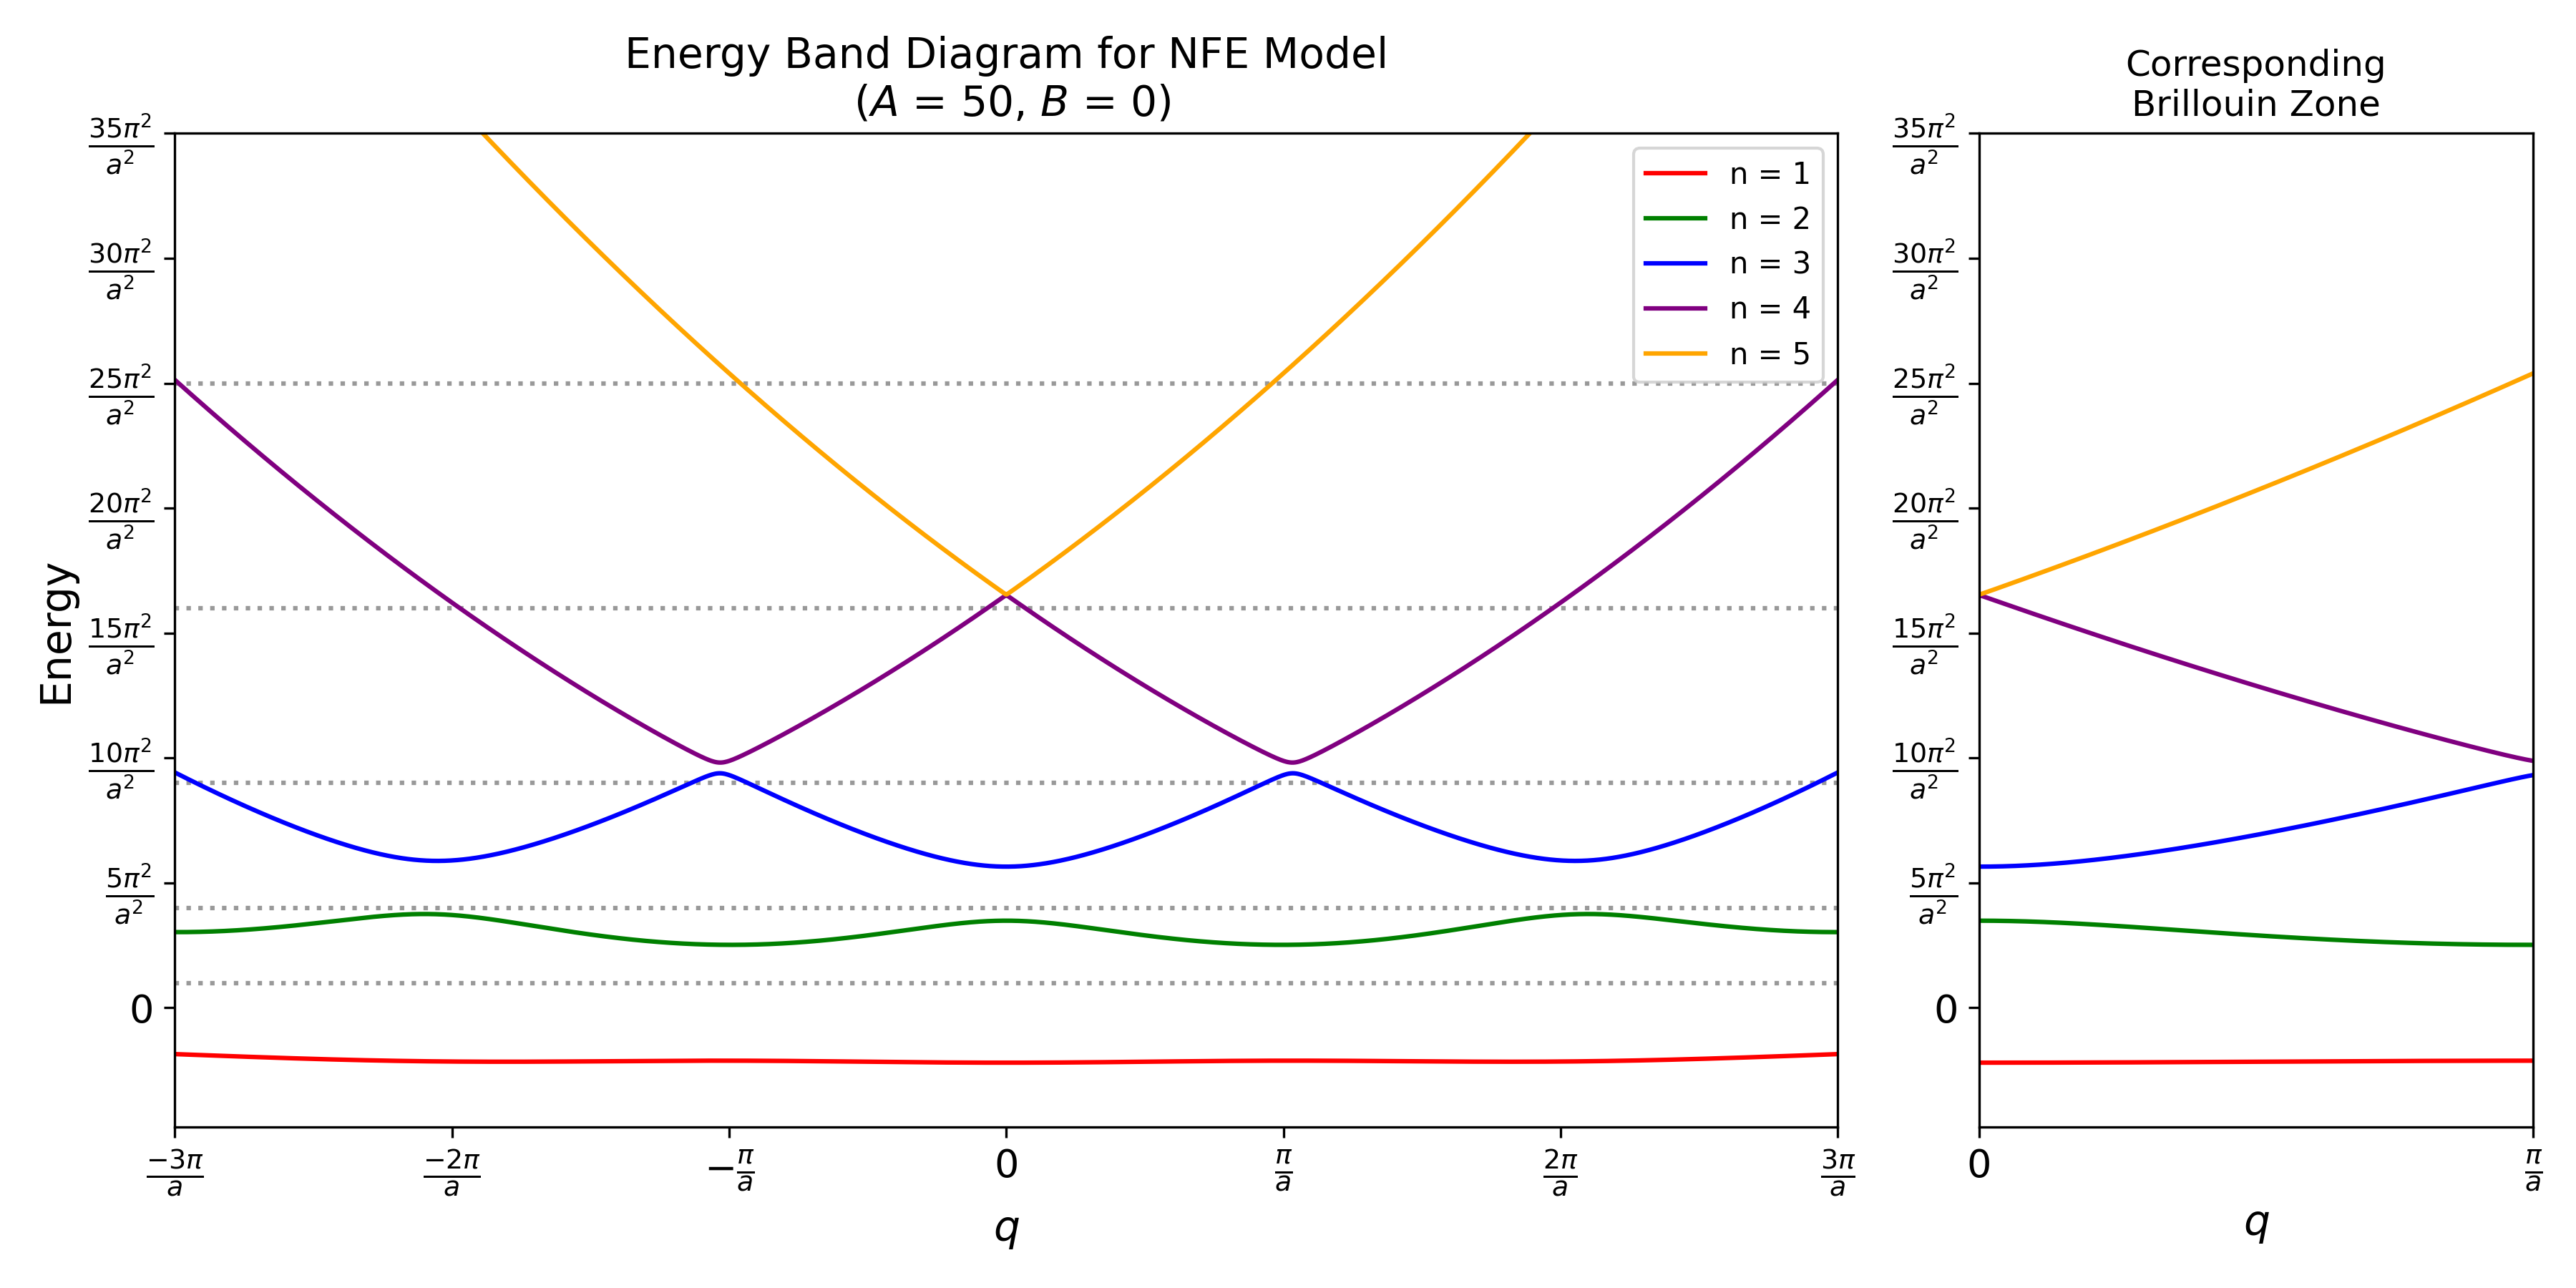 Energy Band Diagram for NFE Model
(A = 50, B = 0)
Energy
35π²/a²
30π²/a²
25π²/a²
20π²/a²
15π²/a²
10π²/a²
5π²/a²
0
−3π/a
−2π/a
−π/a
0
π/a
2π/a
3π/a
q
n = 1
n = 2
n = 3
n = 4
n = 5
Corresponding
Brillouin Zone
35π²/a²
30π²/a²
25π²/a²
20π²/a²
15π²/a²
10π²/a²
5π²/a²
0
0
π/a
q